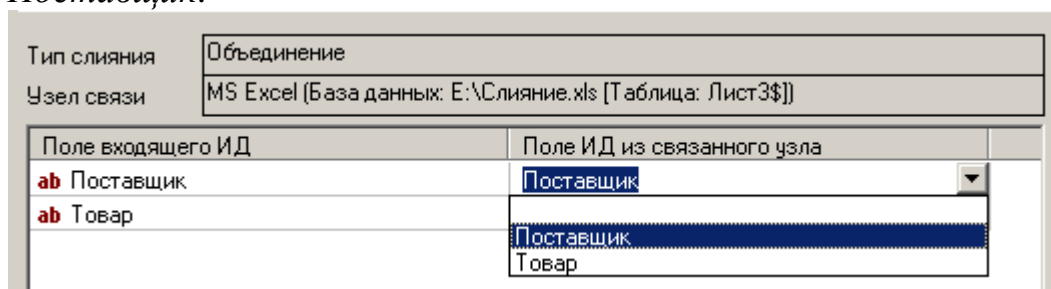 Поставщик.
Тип слияния Объединение
Узел связи MS Excel (База данных: E:\Слияние.xls [Таблица: Лист3$])
Поле входящего ИД Поле ИД из связанного узла
ab Поставщик Поставщик
ab Товар
Поставщик
Товар